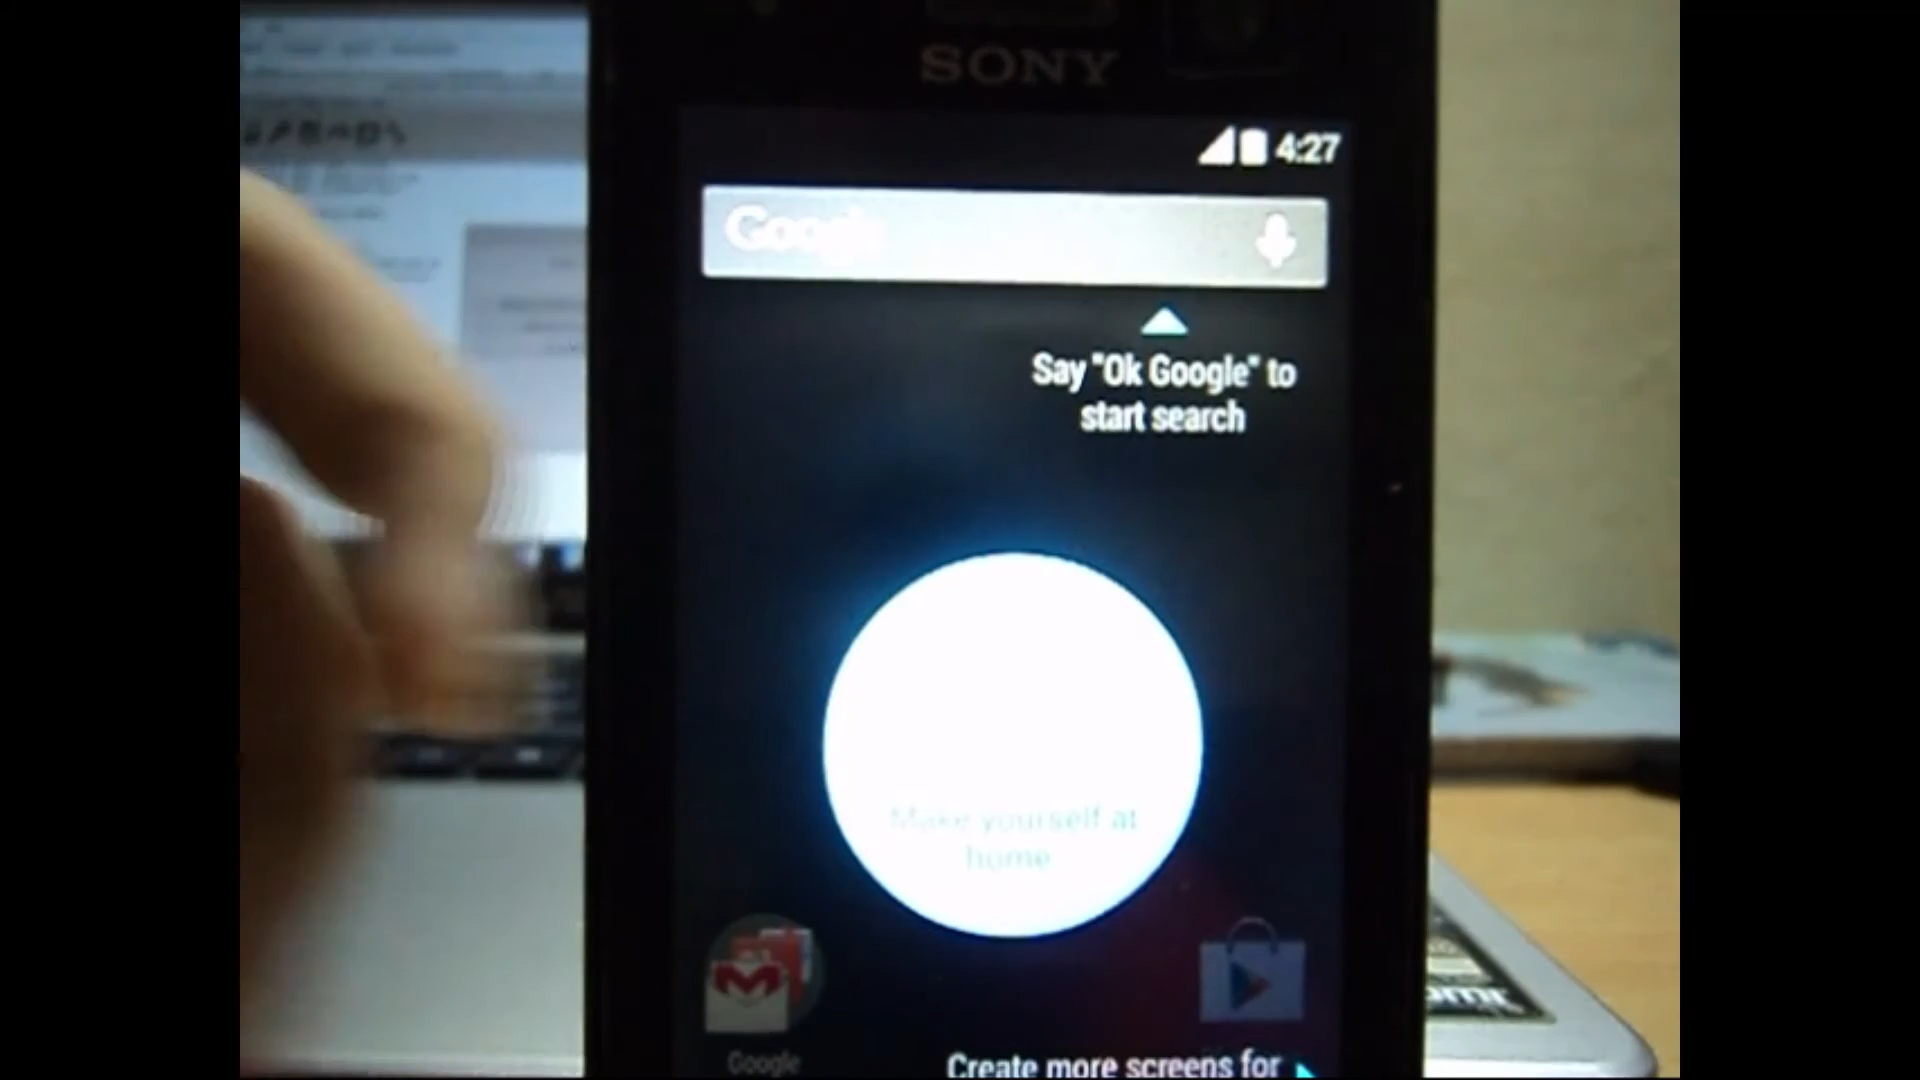 SONY
4:27
Google
Say "Ok Google" to
start search
Make yourself at
home
Google
Create more screens for